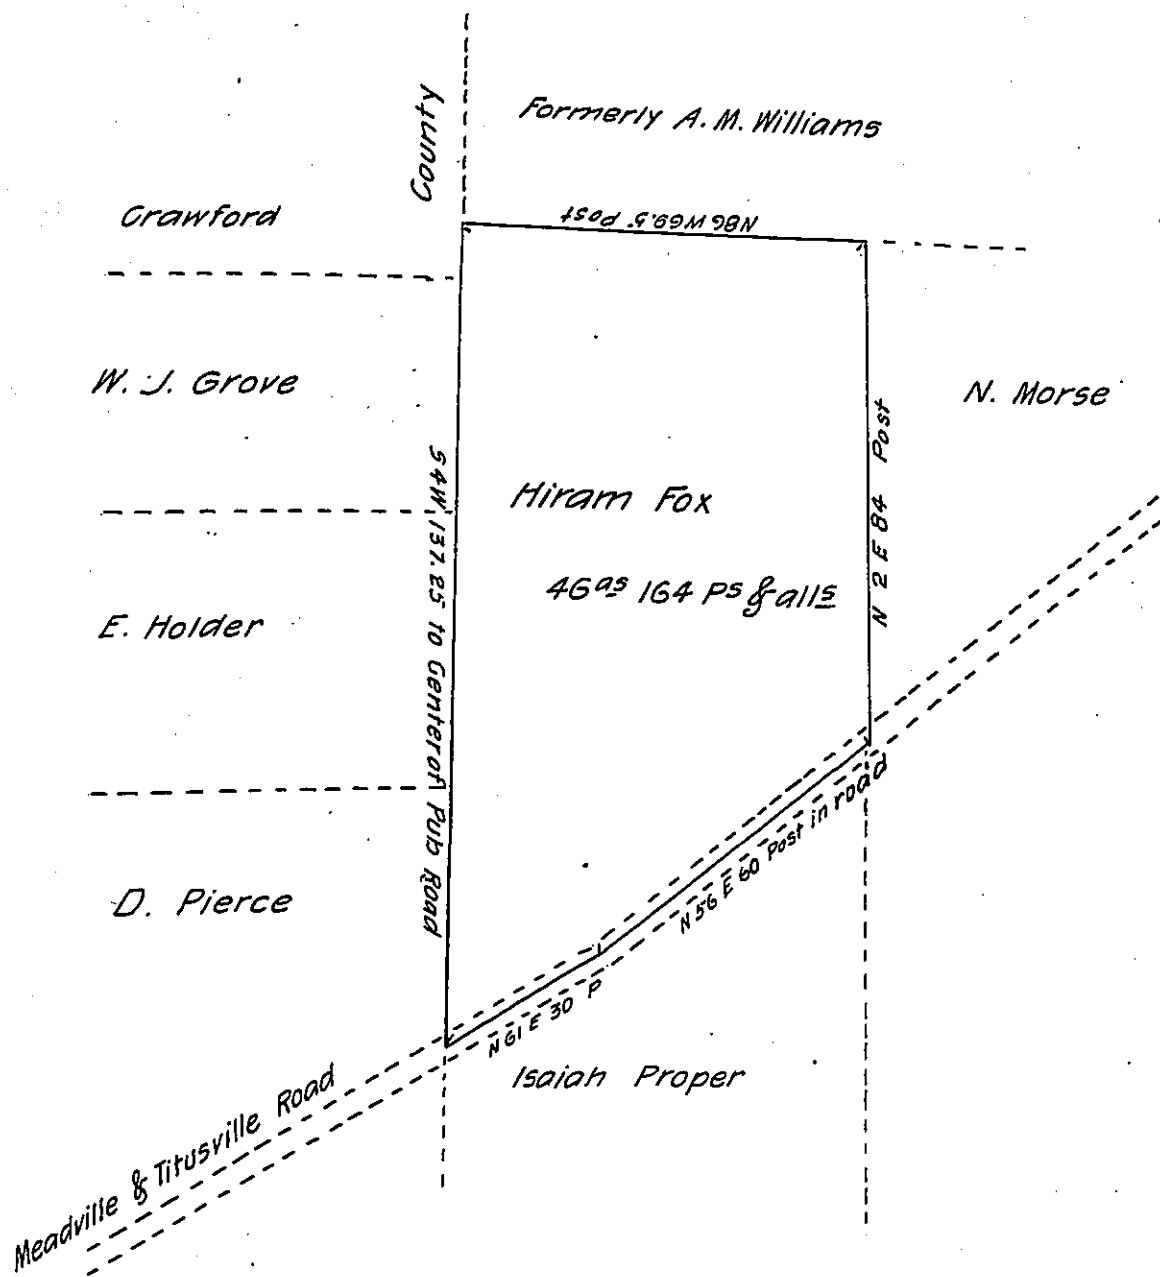 Formerly A. M. Williams
County
Crawford
N86W69.5 Post
W. J. Grove
N. Morse
Hiram Fox
46as 164 Ps & alls
N 2 E 84 Post
S4W 137.25 to Center of Pub Road
E. Holder
D. Pierce
N 56 E 60 Post in road
N 61 E 30 P
Isaiah Proper
Meadville & Titusville Road